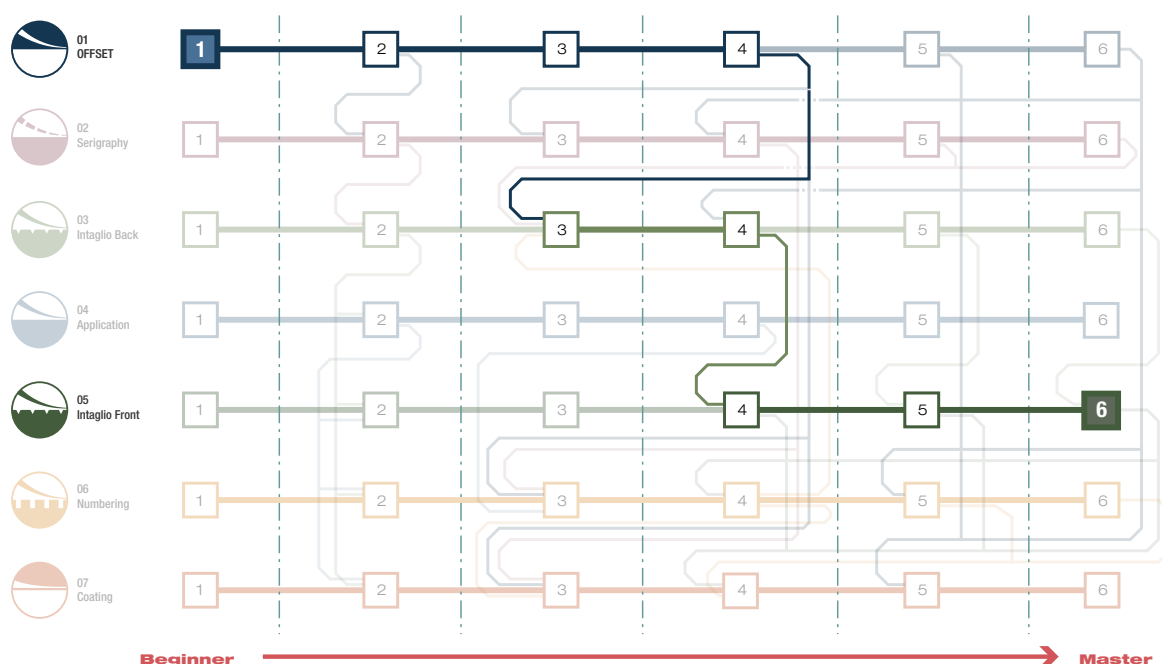 01
OFFSET
1 2 3 4 5 6
02
Serigraphy
1 2 3 4 5 6
03
Intaglio Back
1 2 3 4 5 6
04
Application
1 2 3 4 5 6
05
Intaglio Front
1 2 3 4 5 6
06
Numbering
1 2 3 4 5 6
07
Coating
1 2 3 4 5 6
Beginner Master